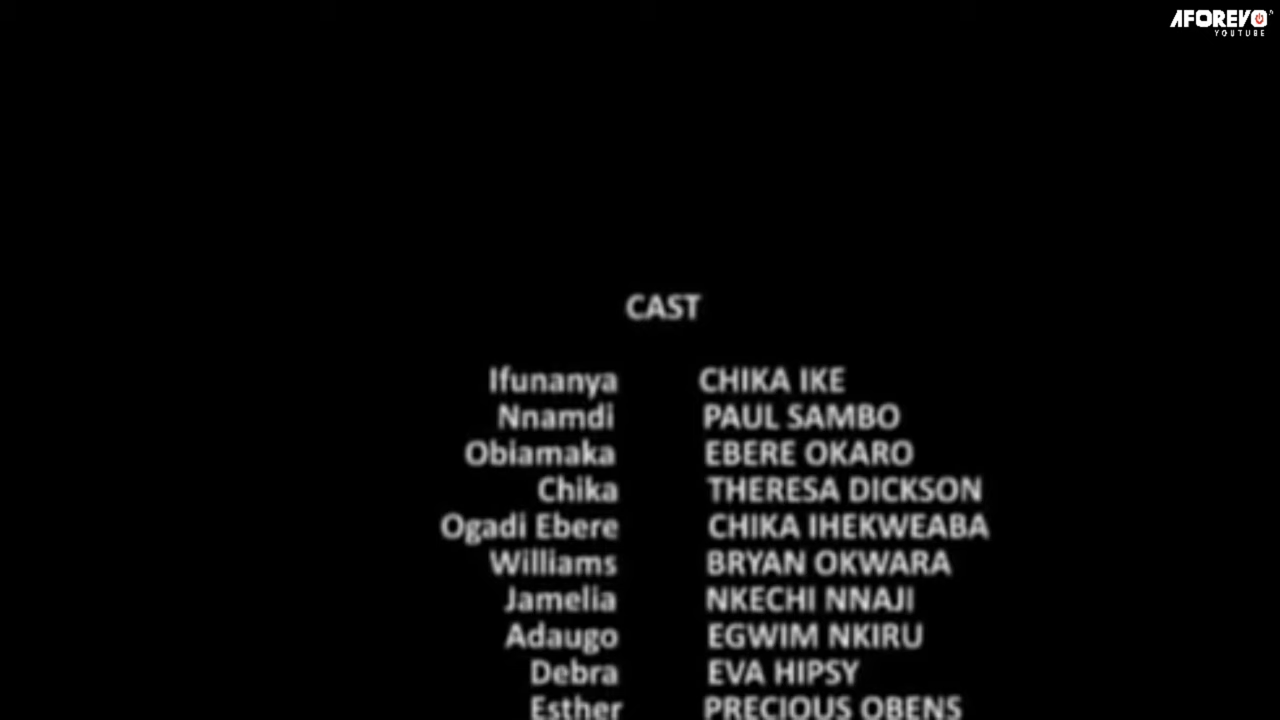 AFOREVO
YOUTUBE
CAST
Ifunanya CHIKA IKE
Nnamdi PAUL SAMBO
Obiamaka EBERE OKARO
Chika THERESA DICKSON
Ogadi Ebere CHIKA IHEKWEABA
Williams BRYAN OKWARA
Jamelia NKECHI NNAJI
Adaugo EGWIM NKIRU
Debra EVA HIPSY
Esther PRECIOUS OBENS